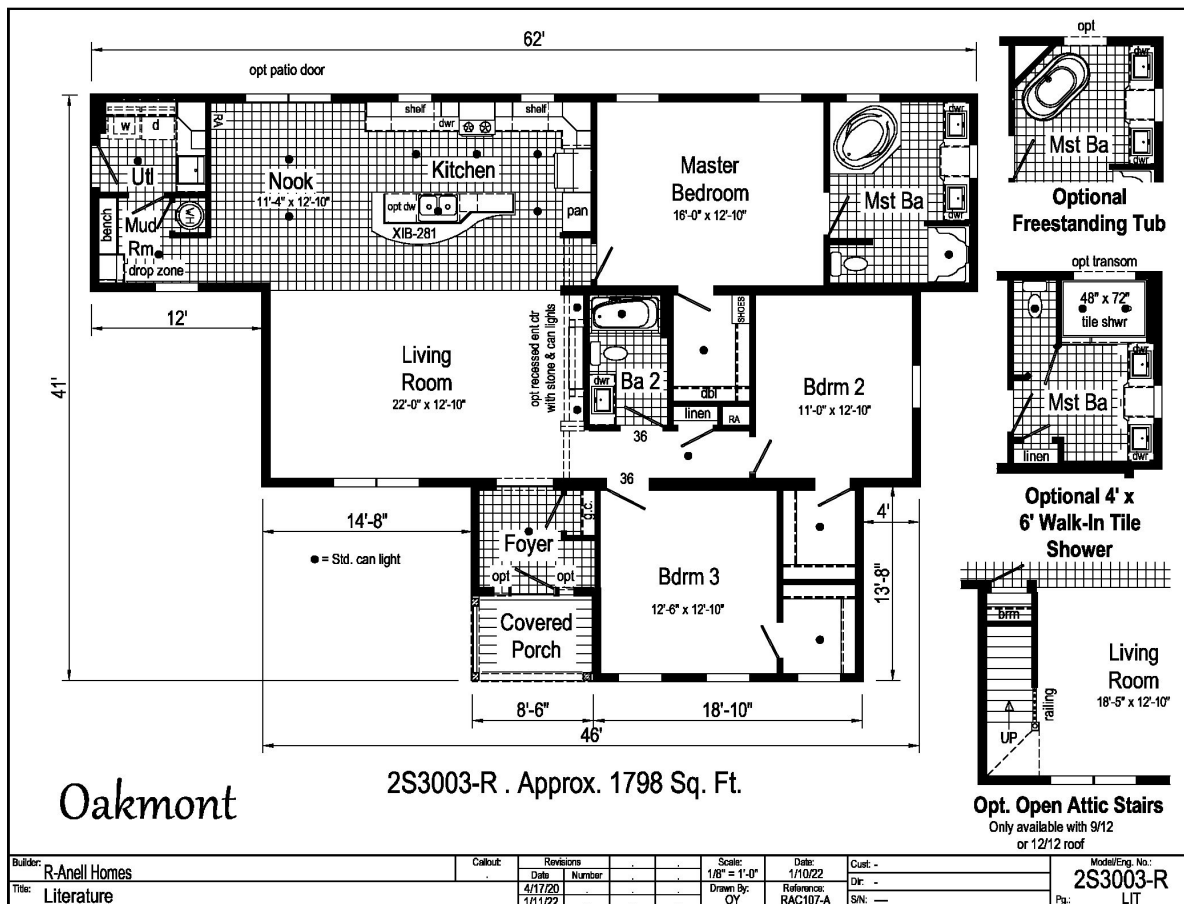 62'
opt patio door
shelf
shelf
w
d
RA
dwr
Utl
Nook
11'-4" x 12'-10"
Kitchen
opt dw
XIB-281
pan
Master
Bedroom
16'-0" x 12'-10"
dwr
Mst Ba
dwr
bench
Mud
Rm
WH
drop zone
12'
41'
Living
Room
22'-0" x 12'-10"
opt recessed ent ctr
with stone & can lights
dwr
Ba 2
SHOES
dbl
linen
RA
Bdrm 2
11'-0" x 12'-10"
36
36
14'-8"
● = Std. can light
g.c.
Foyer
opt
opt
Covered
Porch
Bdrm 3
12'-6" x 12'-10"
4'
13'-8"
8'-6"
18'-10"
46'
opt
dwr
Mst Ba
dwr
Optional
Freestanding Tub
opt transom
48" x 72"
tile shwr
dwr
Mst Ba
linen
dwr
Optional 4' x
6' Walk-In Tile
Shower
brm
Living
Room
18'-5" x 12'-10"
railing
UP
Opt. Open Attic Stairs
Only available with 9/12
or 12/12 roof
Oakmont
2S3003-R . Approx. 1798 Sq. Ft.
Builder:
R-Anell Homes
Title:
Literature
Callout:
Revisions
Date Number
4/17/20
1/11/22
Scale:
1/8" = 1'-0"
Drawn By:
OY
Date:
1/10/22
Reference:
RAC107-A
Cust: -
Dlr: -
S/N: —
Model/Eng. No.:
2S3003-R
Pg.: LIT